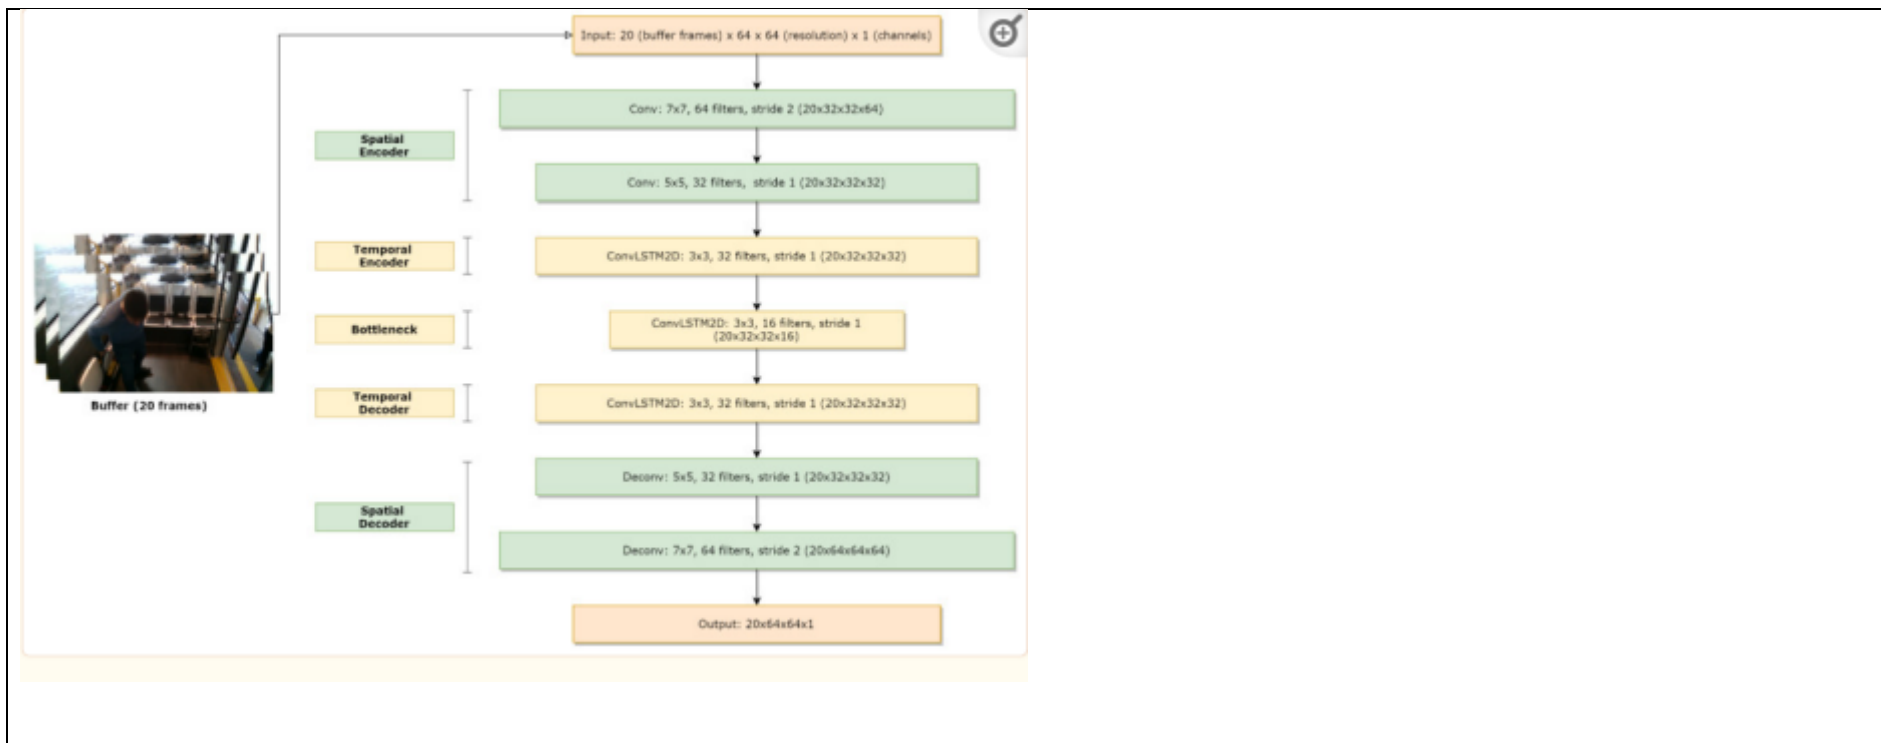 Input: 20 (buffer frames) x 64 x 64 (resolution) x 1 (channels)
Conv: 7x7, 64 filters, stride 2 (20x32x32x64)
Spatial
Encoder
Conv: 5x5, 32 filters, stride 1 (20x32x32x32)
Temporal
Encoder
ConvLSTM2D: 3x3, 32 filters, stride 1 (20x32x32x32)
Bottleneck
ConvLSTM2D: 3x3, 16 filters, stride 1
(20x32x32x16)
Buffer (20 frames)
Temporal
Decoder
ConvLSTM2D: 3x3, 32 filters, stride 1 (20x32x32x32)
Deconv: 5x5, 32 filters, stride 1 (20x32x32x32)
Spatial
Decoder
Deconv: 7x7, 64 filters, stride 2 (20x64x64x64)
Output: 20x64x64x1